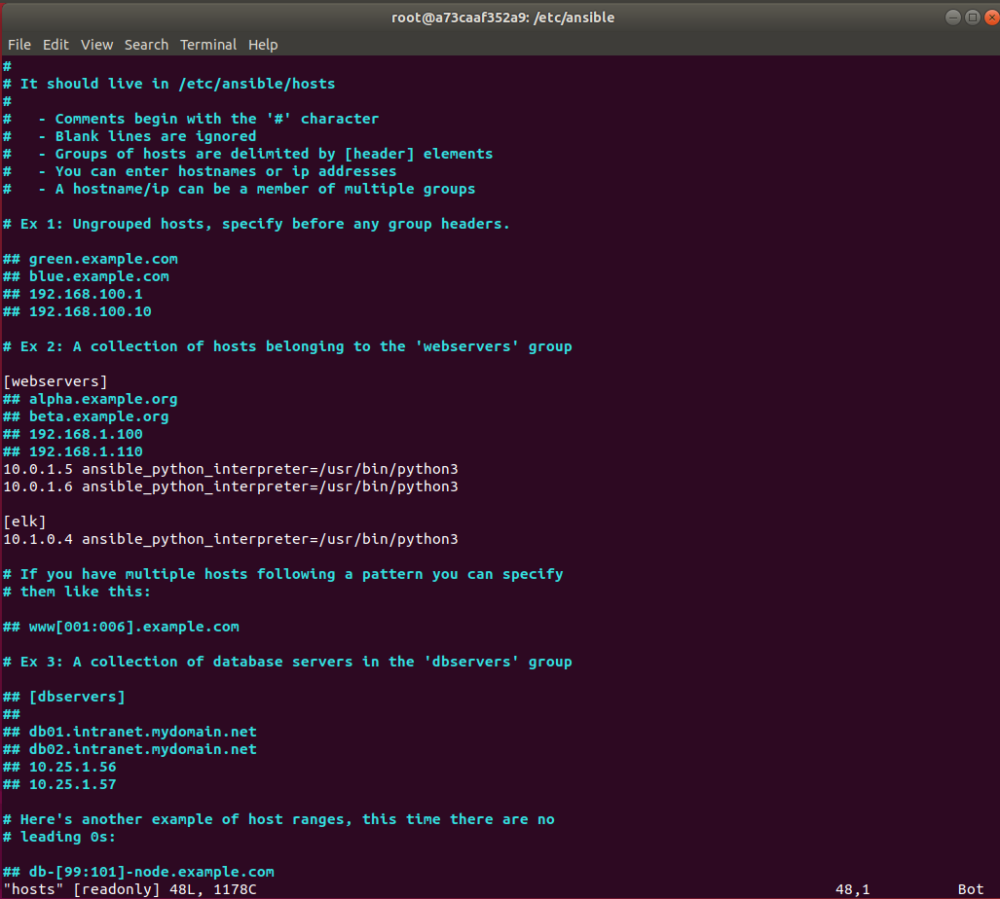 root@a73caaf352a9: /etc/ansible
File Edit View Search Terminal Help
#
# It should live in /etc/ansible/hosts
#
#   - Comments begin with the '#' character
#   - Blank lines are ignored
#   - Groups of hosts are delimited by [header] elements
#   - You can enter hostnames or ip addresses
#   - A hostname/ip can be a member of multiple groups
# Ex 1: Ungrouped hosts, specify before any group headers.
## green.example.com
## blue.example.com
## 192.168.100.1
## 192.168.100.10
# Ex 2: A collection of hosts belonging to the 'webservers' group
[webservers]
## alpha.example.org
## beta.example.org
## 192.168.1.100
## 192.168.1.110
10.0.1.5 ansible_python_interpreter=/usr/bin/python3
10.0.1.6 ansible_python_interpreter=/usr/bin/python3
[elk]
10.1.0.4 ansible_python_interpreter=/usr/bin/python3
# If you have multiple hosts following a pattern you can specify
# them like this:
## www[001:006].example.com
# Ex 3: A collection of database servers in the 'dbservers' group
## [dbservers]
##
## db01.intranet.mydomain.net
## db02.intranet.mydomain.net
## 10.25.1.56
## 10.25.1.57
# Here's another example of host ranges, this time there are no
# leading 0s:
## db-[99:101]-node.example.com
"hosts" [readonly] 48L, 1178C 48,1 Bot